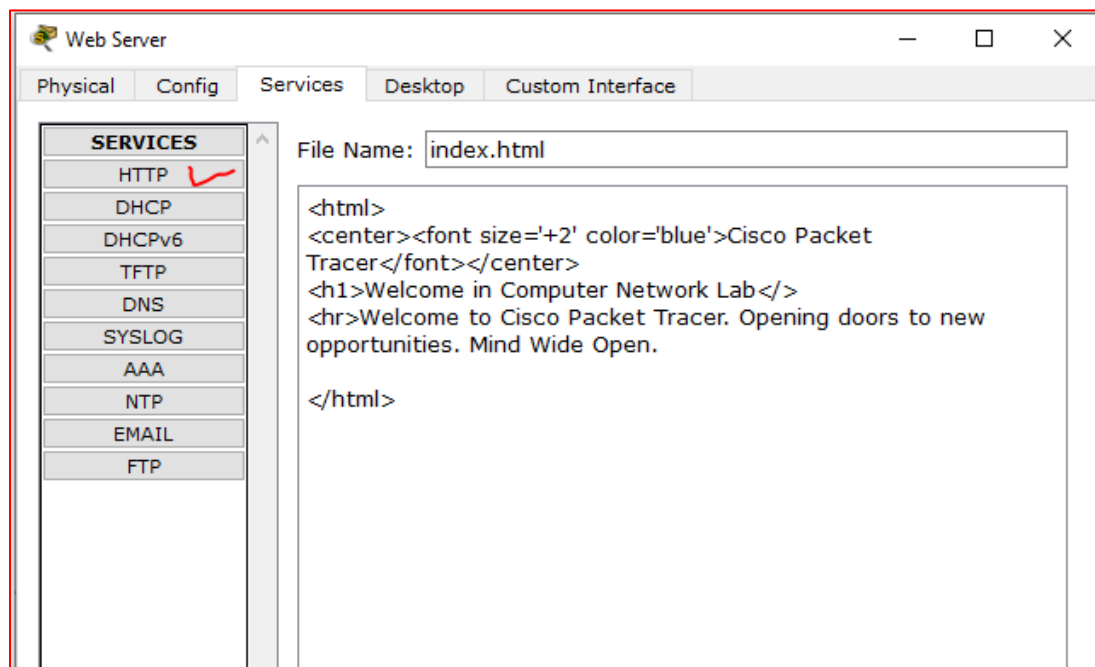 Web Server
Physical Config Services Desktop Custom Interface
SERVICES
HTTP
DHCP
DHCPv6
TFTP
DNS
SYSLOG
AAA
NTP
EMAIL
FTP
File Name: index.html
<html>
<center><font size='+2' color='blue'>Cisco Packet
Tracer</font></center>
<h1>Welcome in Computer Network Lab</>
<hr>Welcome to Cisco Packet Tracer. Opening doors to new
opportunities. Mind Wide Open.
</html>